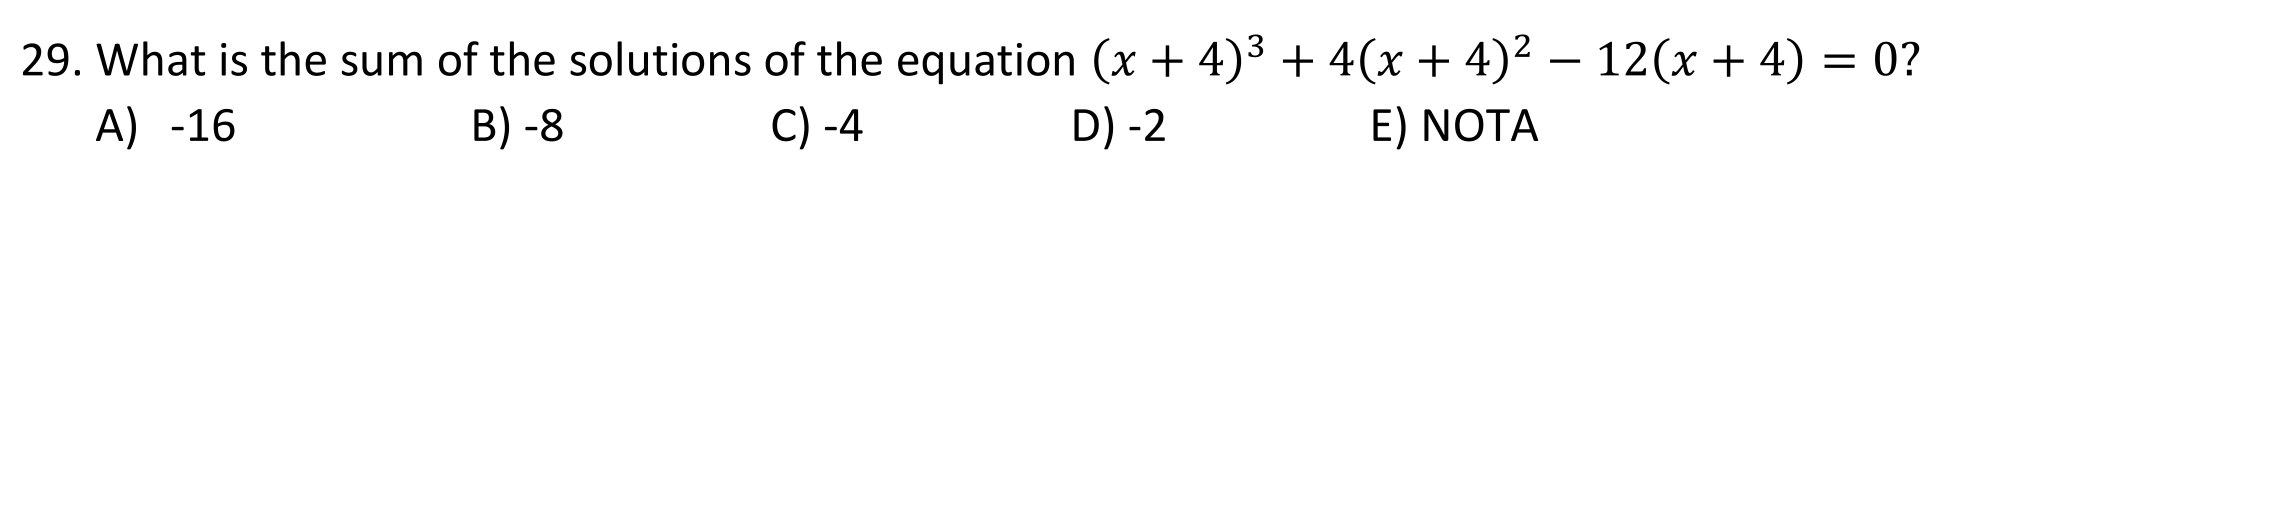 29. What is the sum of the solutions of the equation (x + 4)³ + 4(x + 4)² − 12(x + 4) = 0?
A) -16 B) -8 C) -4 D) -2 E) NOTA